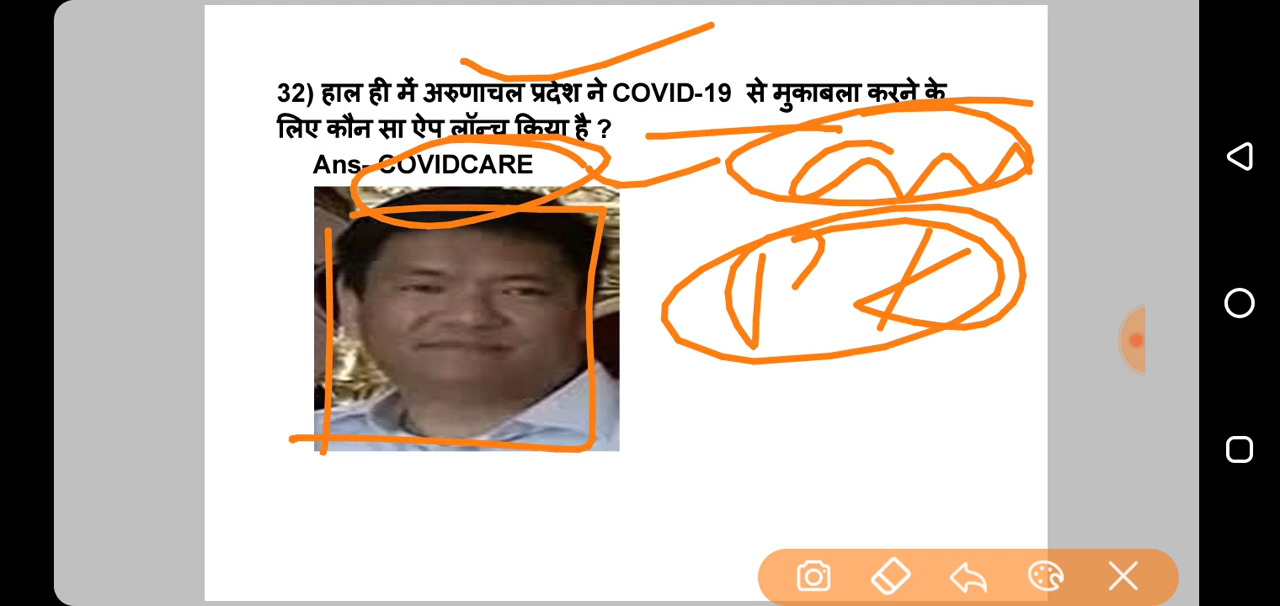 32) हाल ही में अरुणाचल प्रदेश ने COVID-19 से मुकाबला करने के
लिए कौन सा ऐप लॉन्च किया है ?
Ans- COVIDCARE